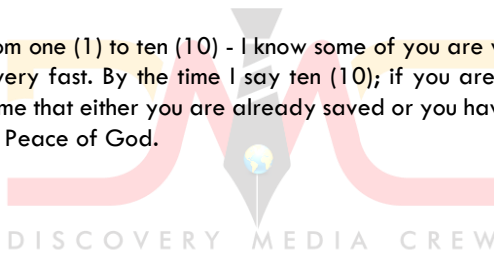 om one (1) to ten (10) - I know some of you are v
very fast. By the time I say ten (10); if you are
me that either you are already saved or you hav
Peace of God.
DISCOVERY MEDIA CREW